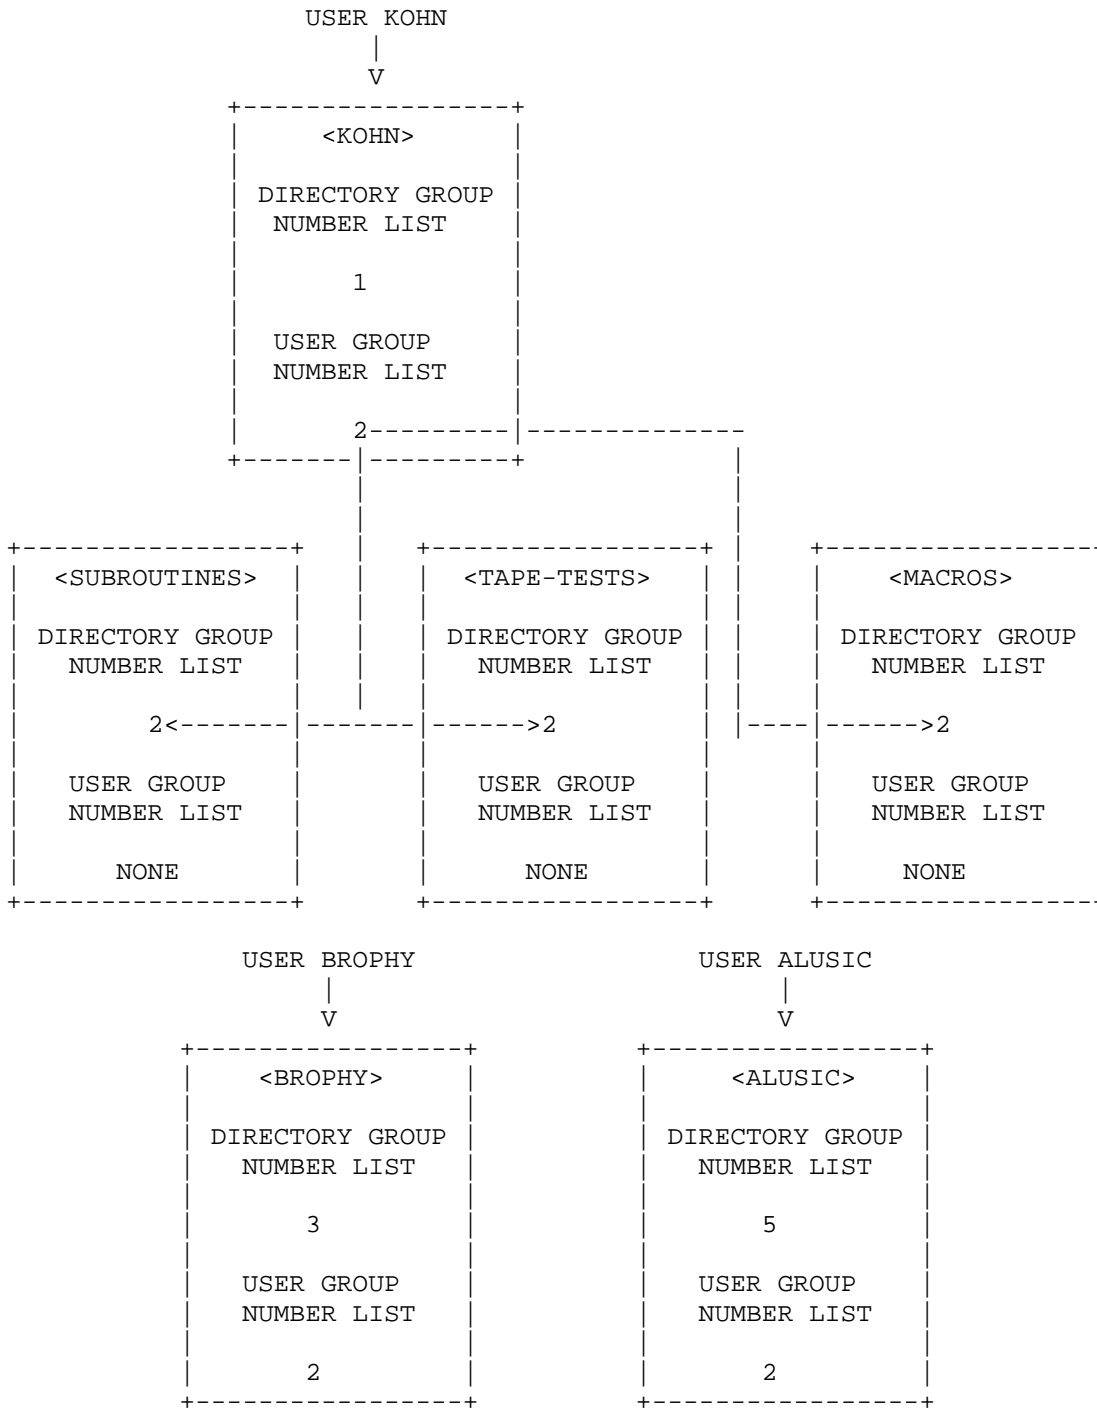 USER KOHN
|
V
+-----------------+
| <KOHN> |
| DIRECTORY GROUP |
| NUMBER LIST |
| 1 |
| USER GROUP |
| NUMBER LIST |
| 2---------|--------------
+-------|---------+ |
+-----------------+ | +-----------------+ | +-----------------+
| <SUBROUTINES> | | | <TAPE-TESTS> | | | <MACROS>
| DIRECTORY GROUP | | | DIRECTORY GROUP | | | DIRECTORY GROUP
| NUMBER LIST | | | NUMBER LIST | | | NUMBER LIST
| 2<-------|-------|------>2 | |----|------>2
| USER GROUP | | USER GROUP | | USER GROUP
| NUMBER LIST | | NUMBER LIST | | NUMBER LIST
| NONE | | NONE | | NONE
+-----------------+ +-----------------+ +-----------------+
USER BROPHY USER ALUSIC
| |
V V
+-----------------+ +-----------------+
| <BROPHY> | | <ALUSIC> |
| DIRECTORY GROUP | | DIRECTORY GROUP |
| NUMBER LIST | | NUMBER LIST |
| 3 | | 5 |
| USER GROUP | | USER GROUP |
| NUMBER LIST | | NUMBER LIST |
| 2 | | 2 |
+-----------------+ +-----------------+